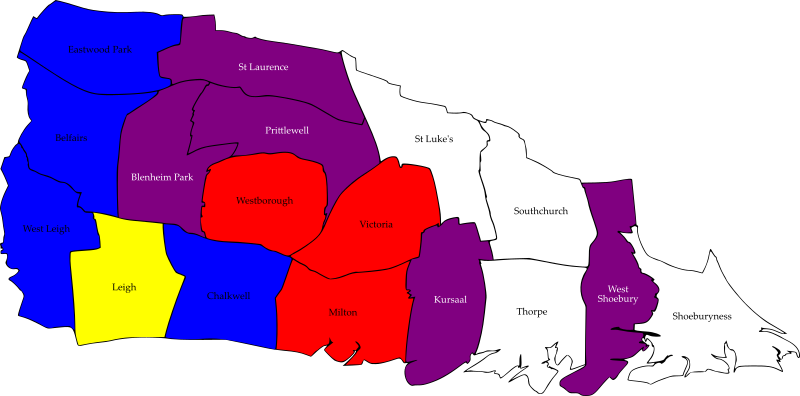 Eastwood Park
St Laurence
Prittlewell
St Luke's
Belfairs
Blenheim Park
Westborough
Southchurch
Victoria
West Leigh
Leigh
Chalkwell
Milton
Kursaal
Thorpe
West
Shoebury
Shoeburyness